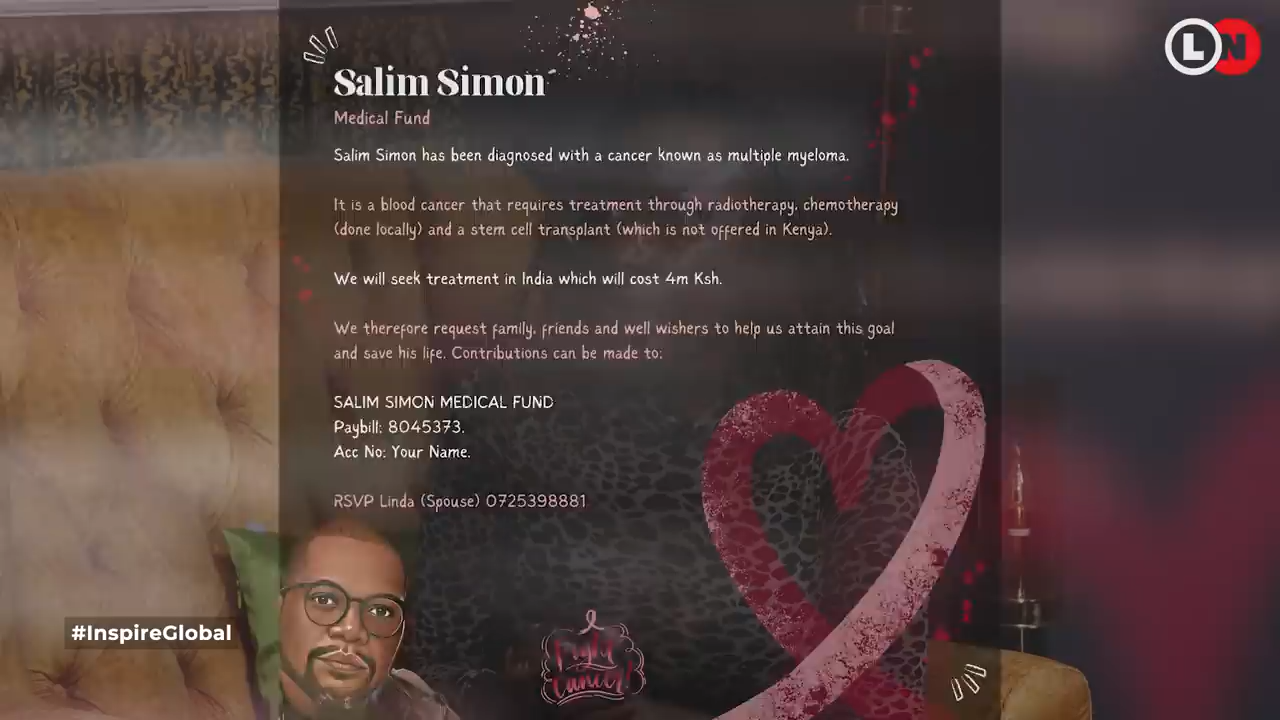 LN
Salim Simon
Medical Fund
Salim Simon has been diagnosed with a cancer known as multiple myeloma.
It is a blood cancer that requires treatment through radiotherapy, chemotherapy
(done locally) and a stem cell transplant (which is not offered in Kenya).
We will seek treatment in India which will cost 4m Ksh.
We therefore request family, friends and well wishers to help us attain this goal
and save his life. Contributions can be made to:
SALIM SIMON MEDICAL FUND
Paybill: 8045373.
Acc No: Your Name.
RSVP Linda (Spouse) 0725398881
#InspireGlobal
Fight
Cancer!